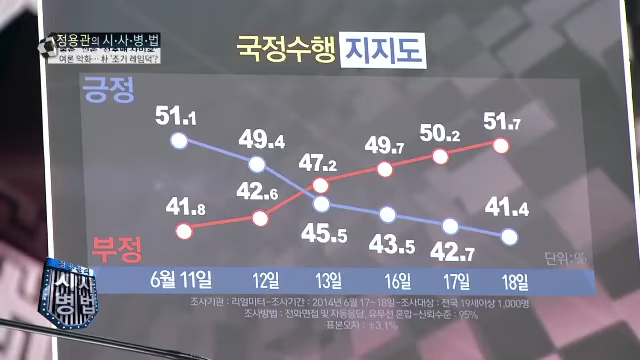 정용관의 시·사·병·법
여론 악화… 朴 '조기 레임덕'?
국정수행 지지도
긍정
51.1
49.4
47.2
49.7
50.2
51.7
41.8
42.6
45.5
43.5
42.7
41.4
부정
단위:%
6월 11일 12일 13일 16일 17일 18일
조사기관 : 리얼미터-조사기간 : 2014년 6월 17~18일-조사대상 : 전국 19세이상 1,000명
조사방법 : 전화면접 및 자동응답, 유무선 혼합-신뢰수준 : 95%
표본오차 : ±3.1%
시사
병법